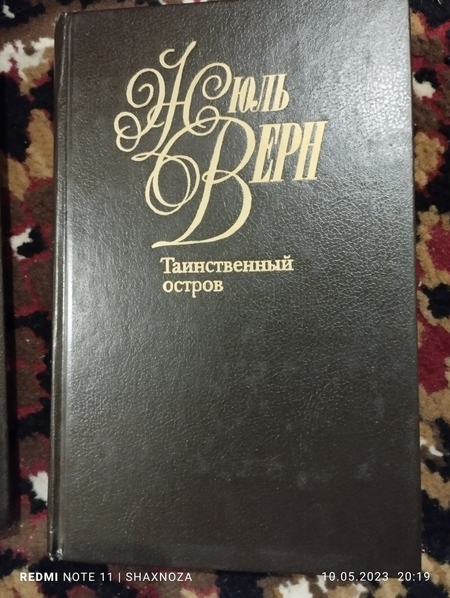 Жюль
Верн
Таинственный
остров
REDMI NOTE 11 | SHAXNOZA
10.05.2023 20:19